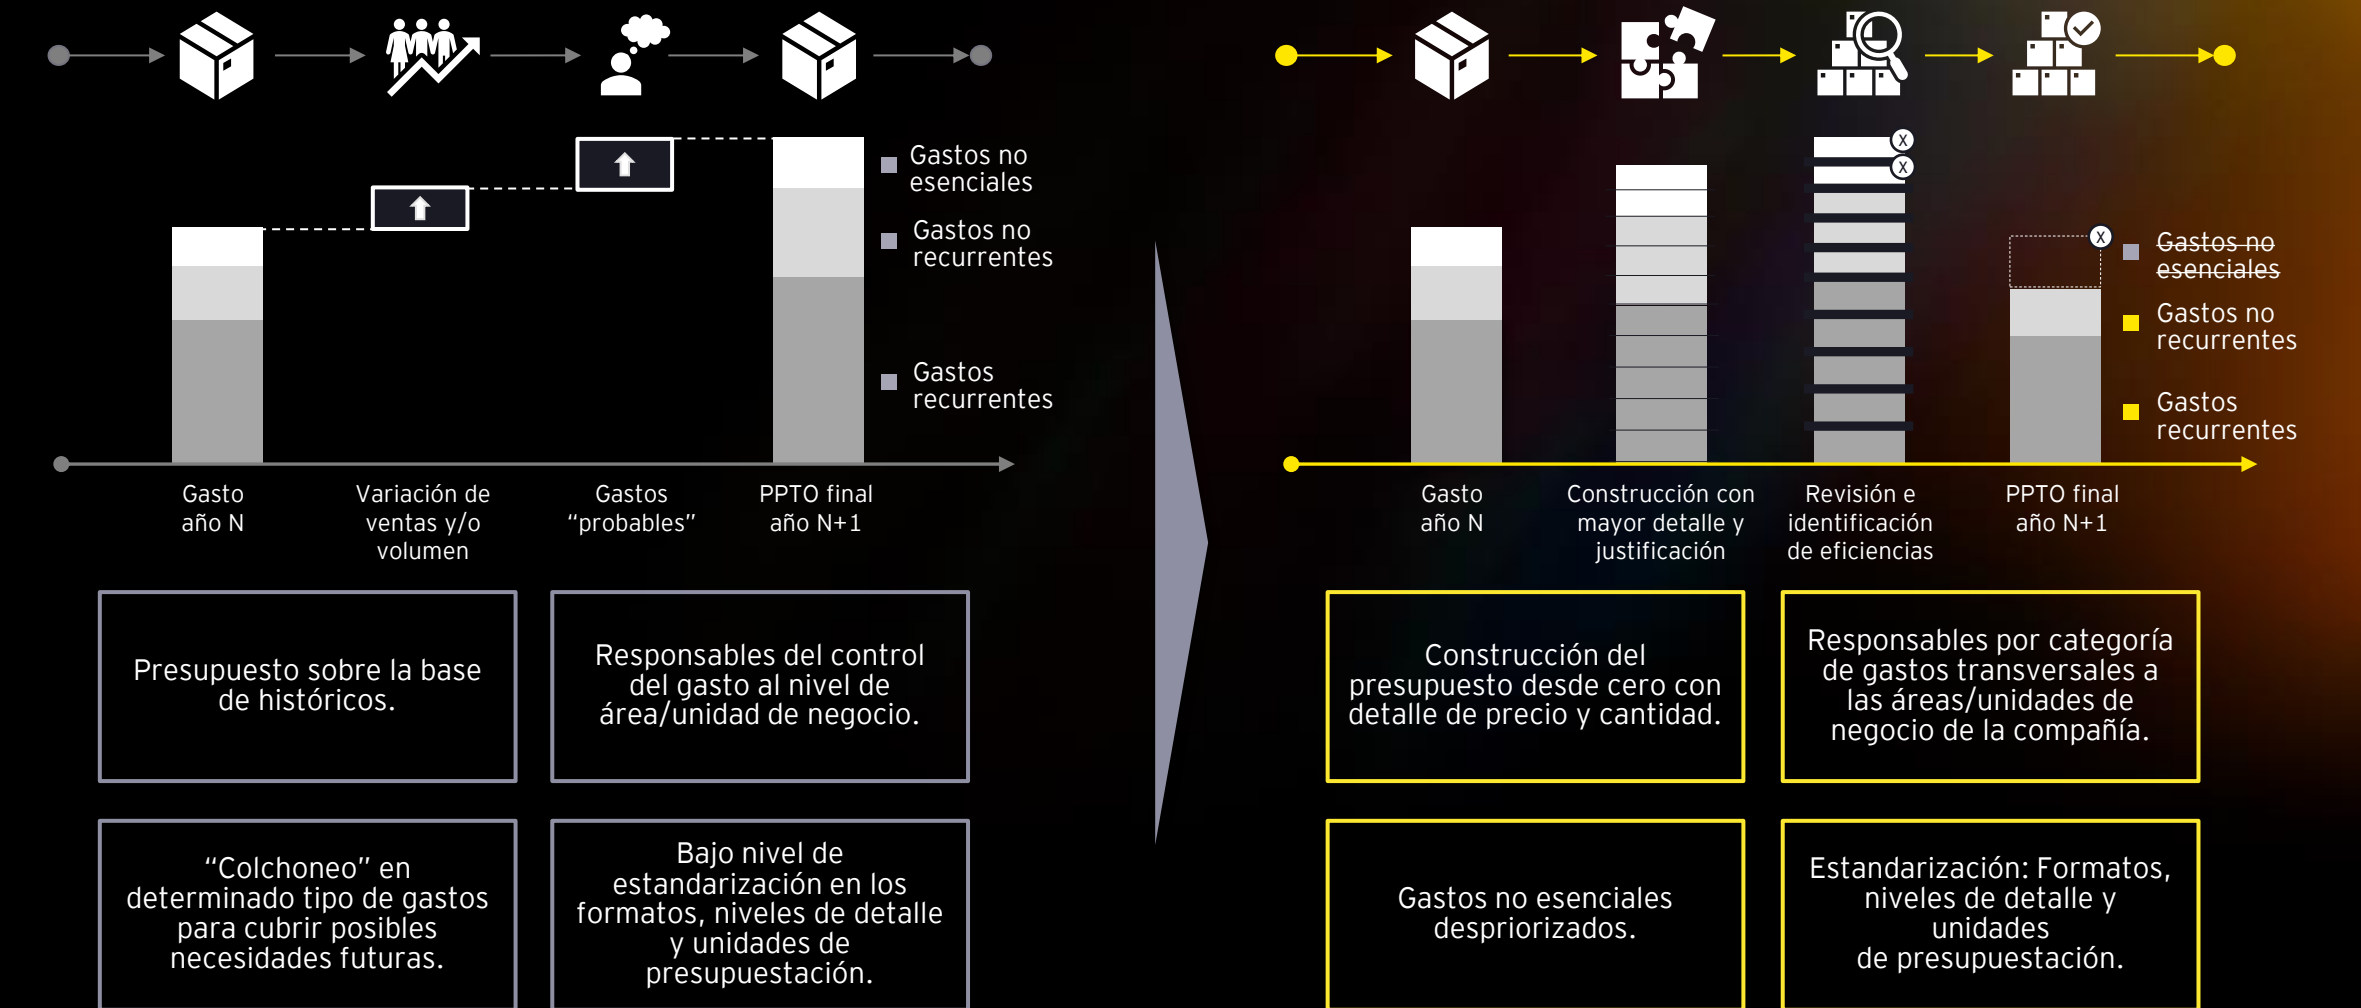 Gastos no
esenciales
Gastos no
recurrentes
Gastos
recurrentes
Gasto
año N
Variación de
ventas y/o
volumen
Gastos
“probables”
PPTO final
año N+1
Presupuesto sobre la base
de históricos.
Responsables del control
del gasto al nivel de
área/unidad de negocio.
“Colchoneo” en
determinado tipo de gastos
para cubrir posibles
necesidades futuras.
Bajo nivel de
estandarización en los
formatos, niveles de detalle
y unidades de
presupuestación.
X
X
X
Gastos no
esenciales
Gastos no
recurrentes
Gastos
recurrentes
Gasto
año N
Construcción con
mayor detalle y
justificación
Revisión e
identificación
de eficiencias
PPTO final
año N+1
Construcción del
presupuesto desde cero con
detalle de precio y cantidad.
Responsables por categoría
de gastos transversales a
las áreas/unidades de
negocio de la compañía.
Gastos no esenciales
despriorizados.
Estandarización: Formatos,
niveles de detalle y
unidades
de presupuestación.